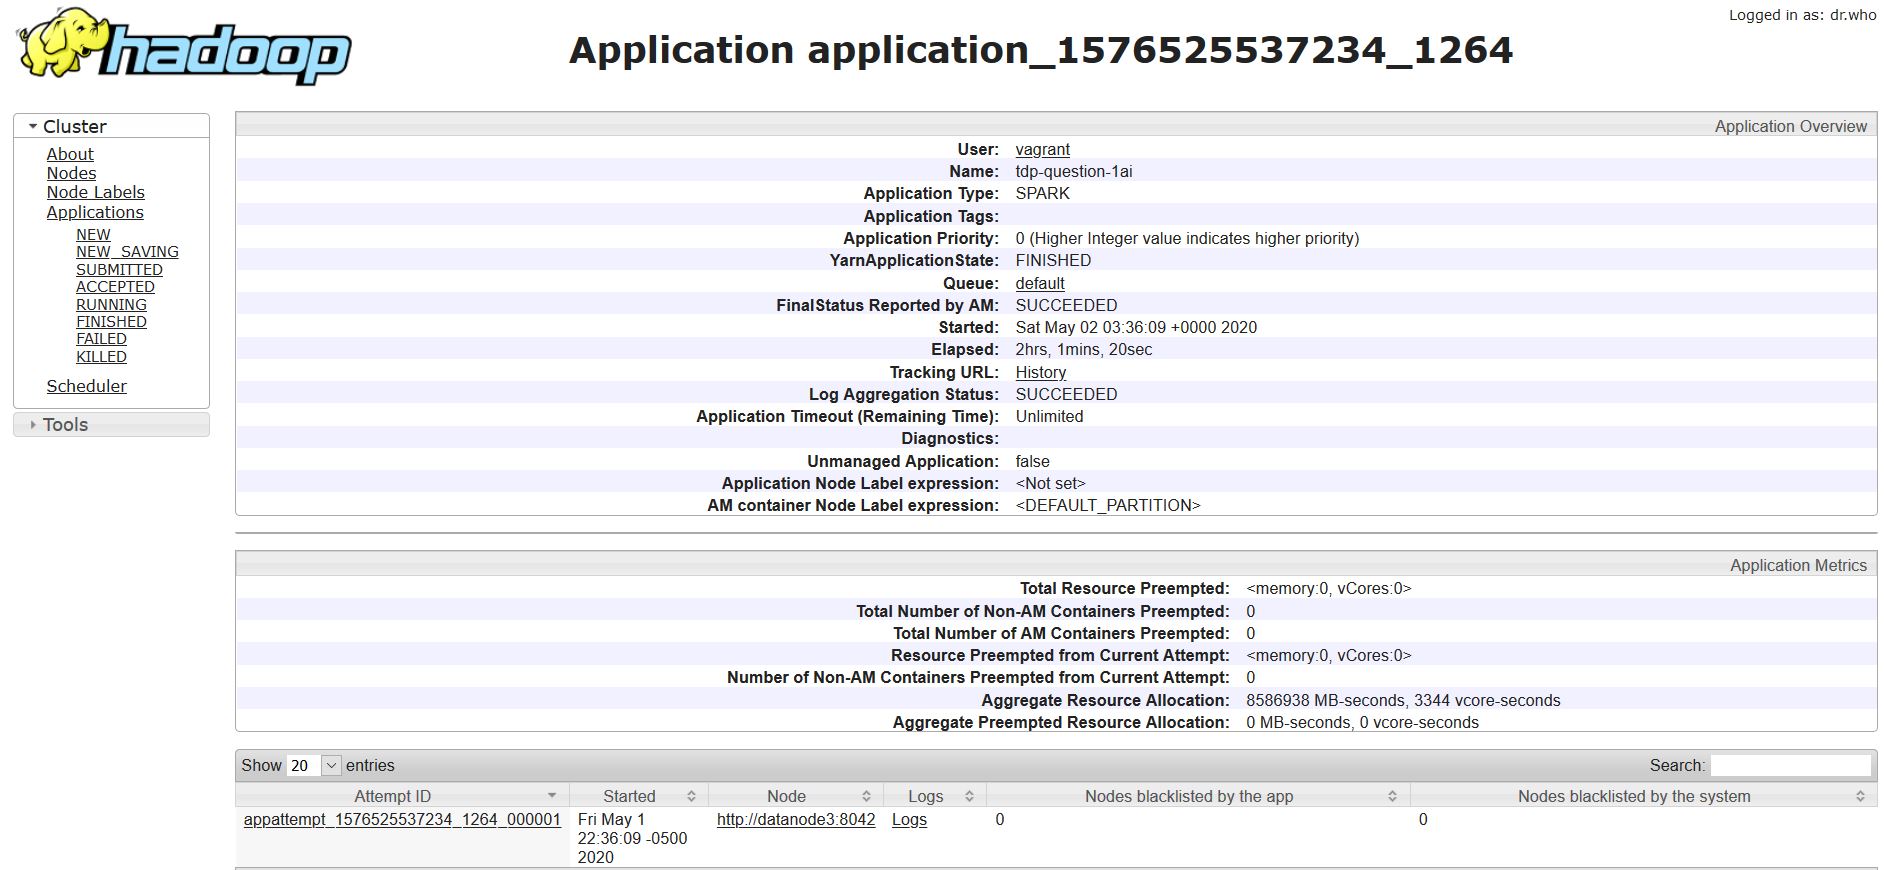 Logged in as: dr.who
hadoop
Application application_1576525537234_1264
Cluster
About
Nodes
Node Labels
Applications
NEW
NEW_SAVING
SUBMITTED
ACCEPTED
RUNNING
FINISHED
FAILED
KILLED
Scheduler
Tools
Application Overview
User: vagrant
Name: tdp-question-1ai
Application Type: SPARK
Application Tags:
Application Priority: 0 (Higher Integer value indicates higher priority)
YarnApplicationState: FINISHED
Queue: default
FinalStatus Reported by AM: SUCCEEDED
Started: Sat May 02 03:36:09 +0000 2020
Elapsed: 2hrs, 1mins, 20sec
Tracking URL: History
Log Aggregation Status: SUCCEEDED
Application Timeout (Remaining Time): Unlimited
Diagnostics:
Unmanaged Application: false
Application Node Label expression: <Not set>
AM container Node Label expression: <DEFAULT_PARTITION>
Application Metrics
Total Resource Preempted: <memory:0, vCores:0>
Total Number of Non-AM Containers Preempted: 0
Total Number of AM Containers Preempted: 0
Resource Preempted from Current Attempt: <memory:0, vCores:0>
Number of Non-AM Containers Preempted from Current Attempt: 0
Aggregate Resource Allocation: 8586938 MB-seconds, 3344 vcore-seconds
Aggregate Preempted Resource Allocation: 0 MB-seconds, 0 vcore-seconds
Show 20 entries Search:
Attempt ID Started Node Logs Nodes blacklisted by the app Nodes blacklisted by the system
appattempt_1576525537234_1264_000001 Fri May 1 http://datanode3:8042 Logs 0 0
22:36:09 -0500
2020